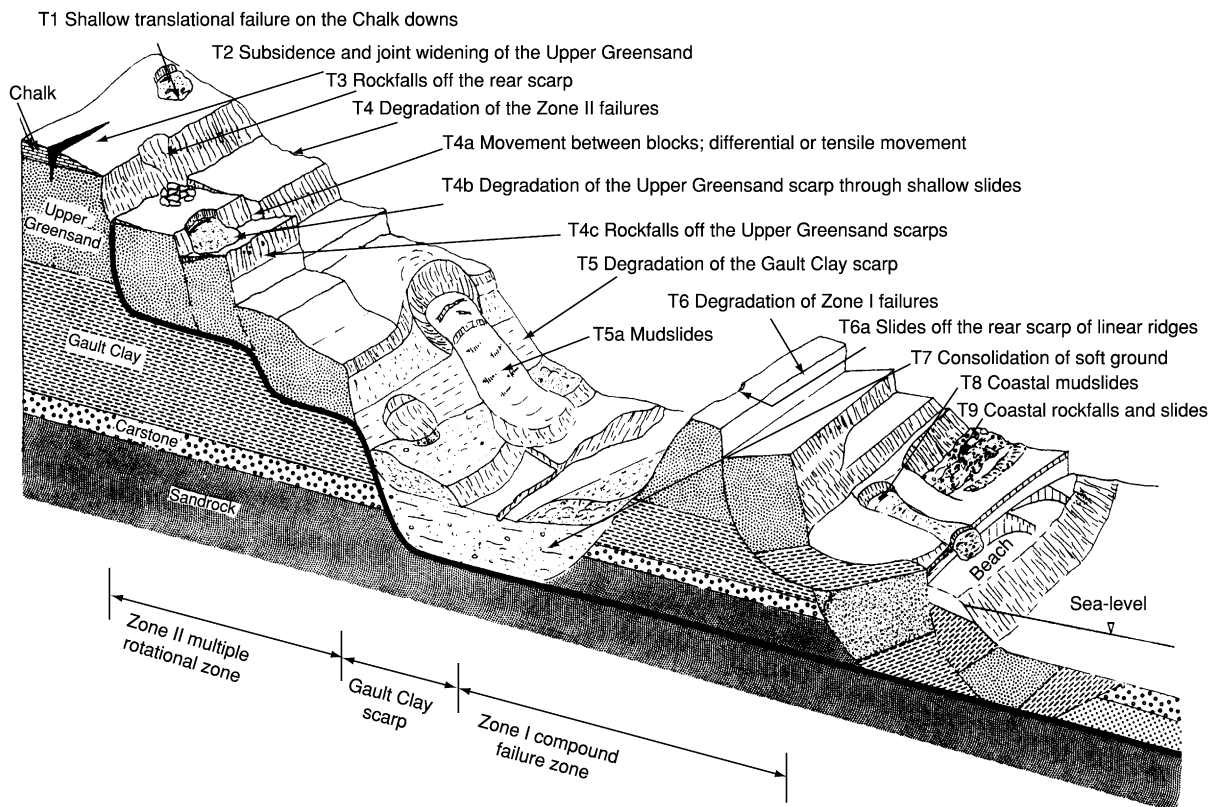 T1 Shallow translational failure on the Chalk downs
T2 Subsidence and joint widening of the Upper Greensand
T3 Rockfalls off the rear scarp
Chalk
T4 Degradation of the Zone II failures
T4a Movement between blocks; differential or tensile movement
T4b Degradation of the Upper Greensand scarp through shallow slides
Upper
Greensand
T4c Rockfalls off the Upper Greensand scarps
T5 Degradation of the Gault Clay scarp
T6 Degradation of Zone I failures
T6a Slides off the rear scarp of linear ridges
T5a Mudslides
Gault Clay
T7 Consolidation of soft ground
T8 Coastal mudslides
T9 Coastal rockfalls and slides
Carstone
Sandrock
Beach
Sea-level
Zone II multiple
rotational zone
Gault Clay
scarp
Zone I compound
failure zone